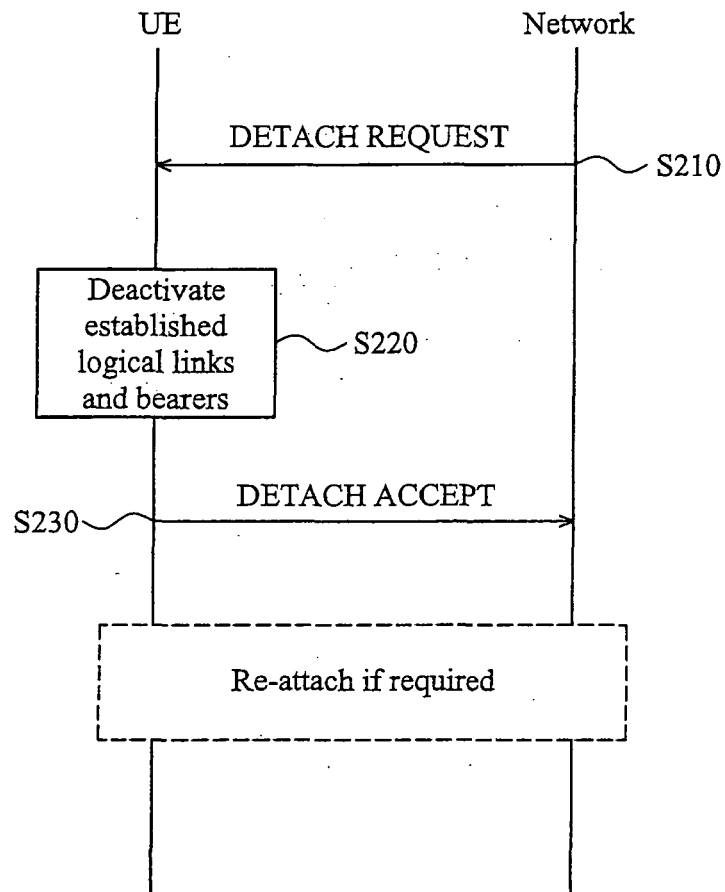 UE
Network
DETACH REQUEST
S210
Deactivate
established
logical links
and bearers
S220
DETACH ACCEPT
S230
Re-attach if required